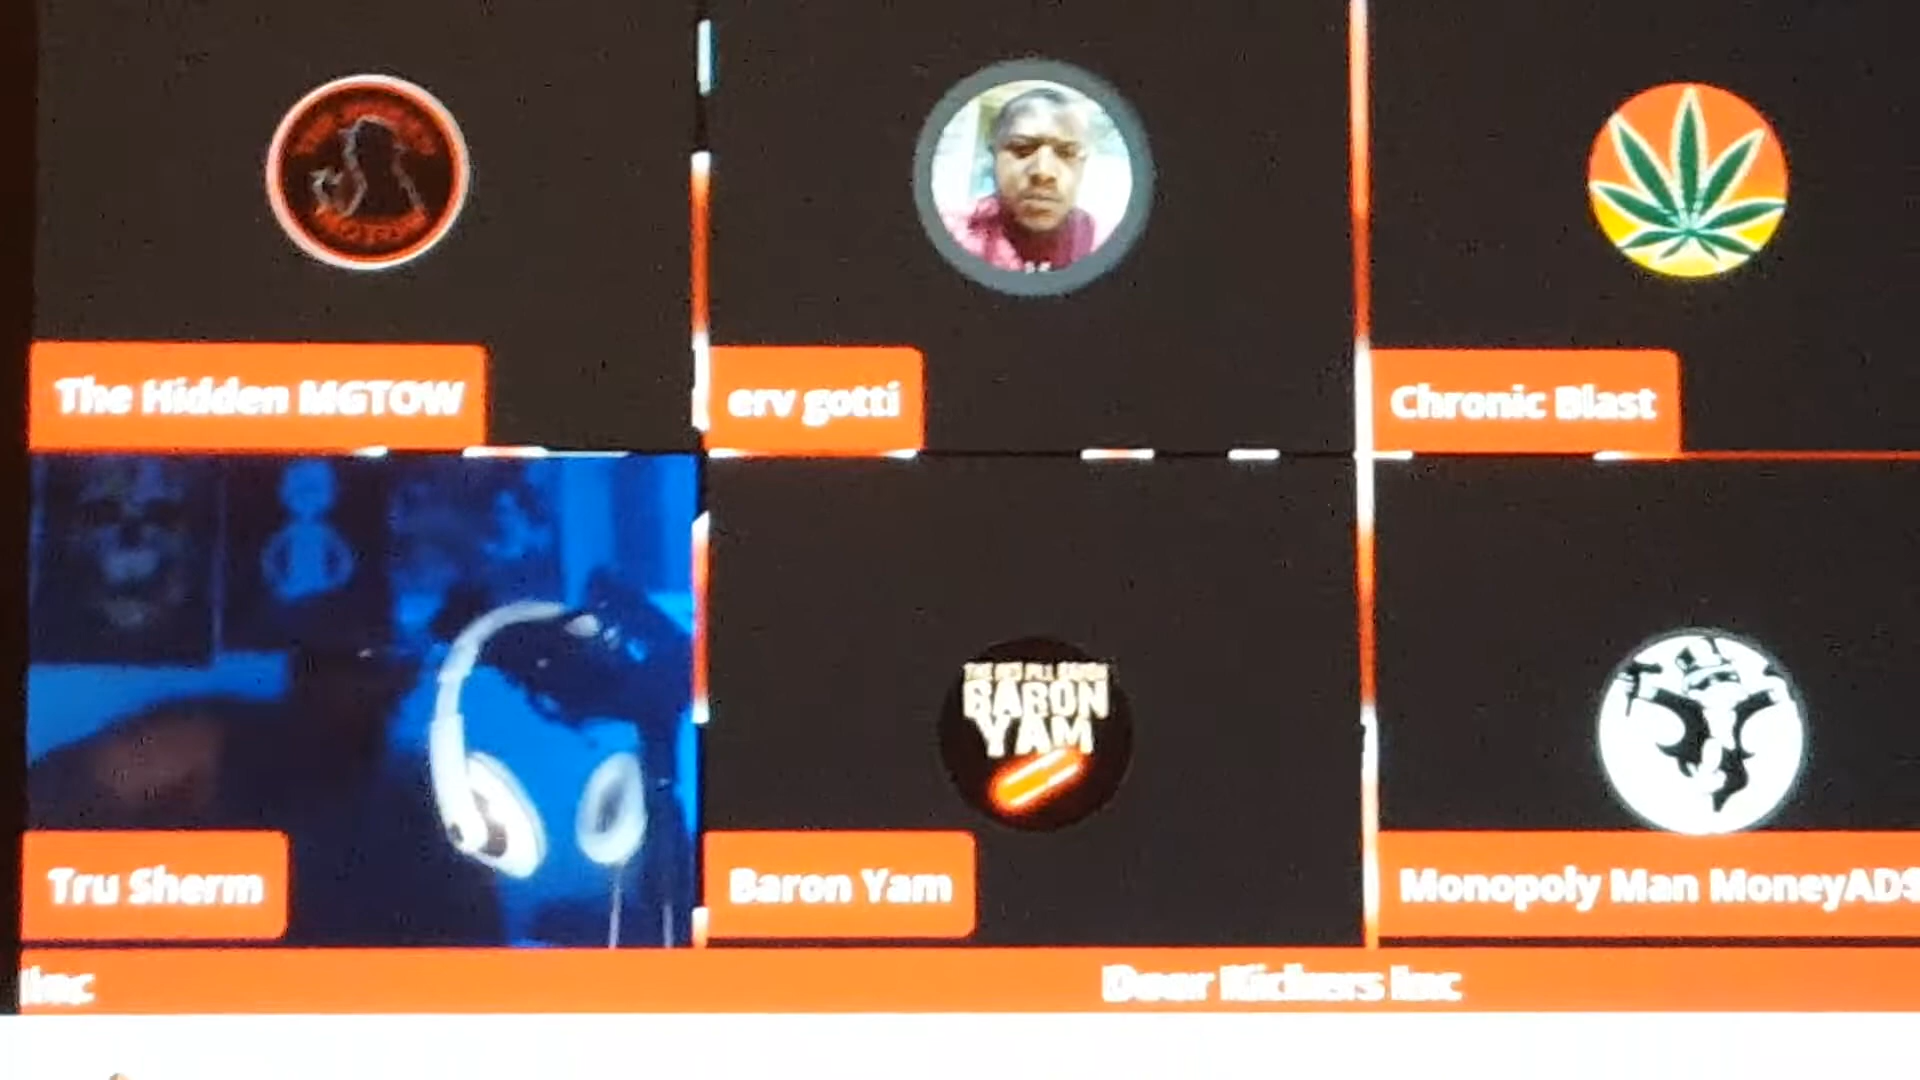 The Hidden MGTOW
erv gotti
Chronic Blast
BARON
YAM
Tru Sherm
Baron Yam
Monopoly Man MoneyAD$
Inc
Door Kickers Inc